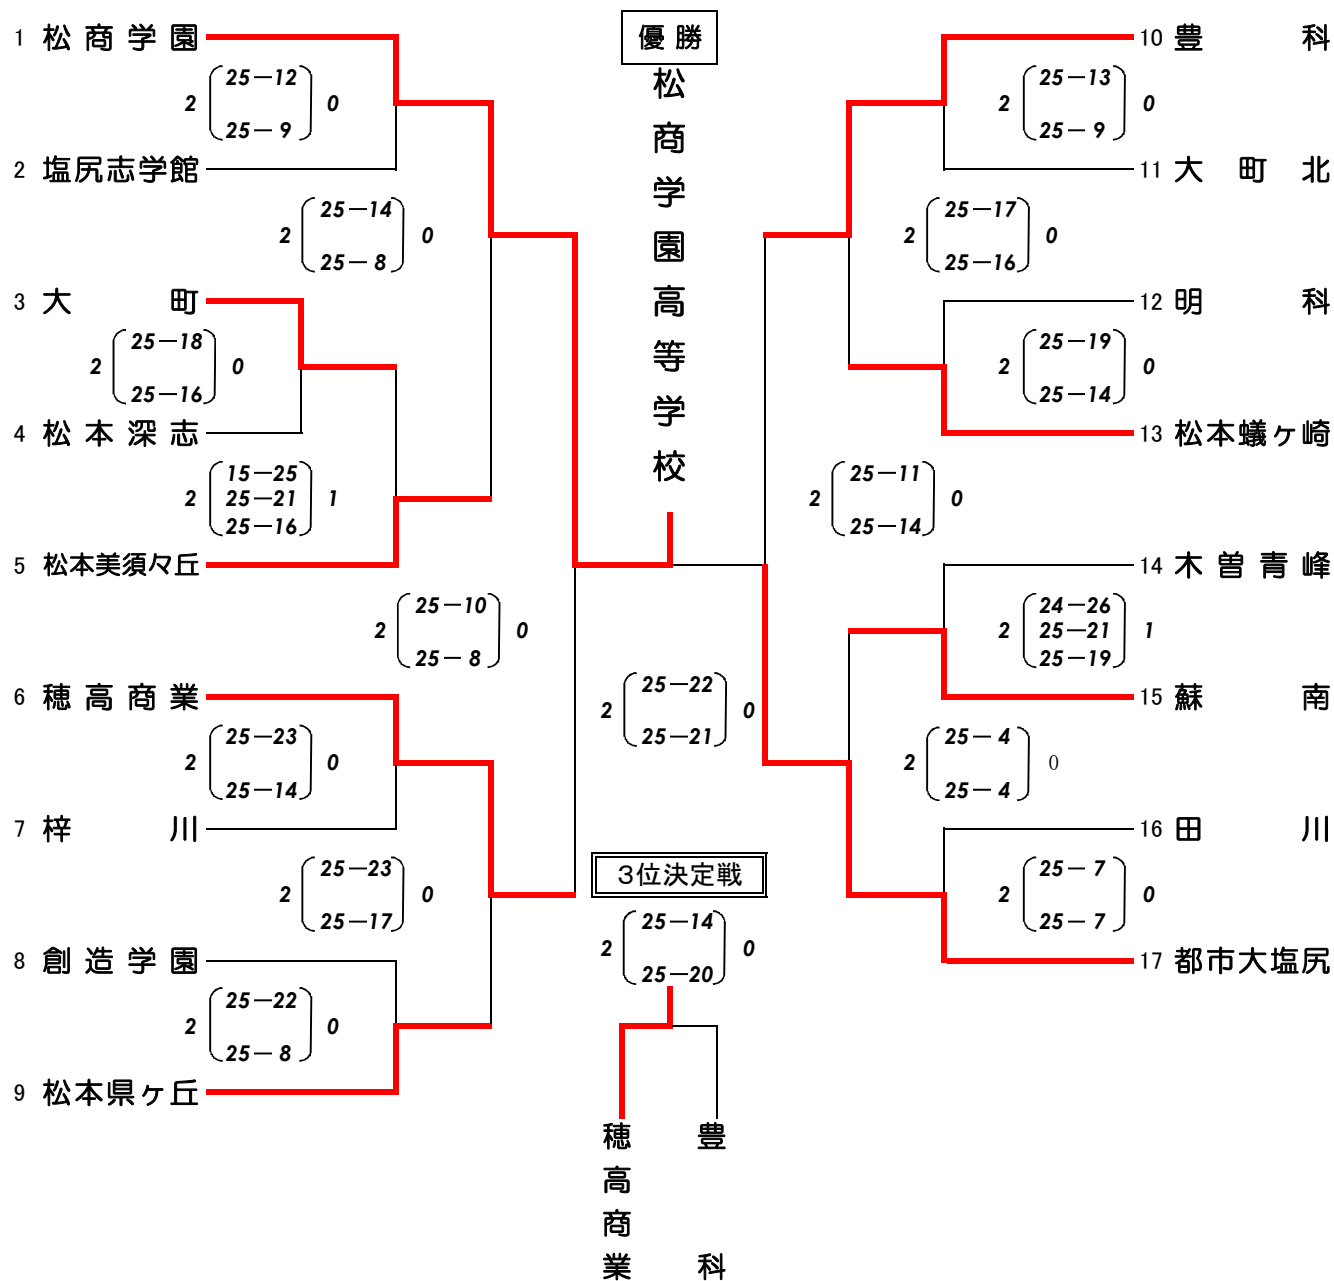 優勝
松商学園高等学校
1 松商学園
2 ( 25－12 25－9 ) 0
2 塩尻志学館
2 ( 25－14 25－8 ) 0
3 大町
2 ( 25－18 25－16 ) 0
4 松本深志
2 ( 15－25 25－21 25－16 ) 1
5 松本美須々丘
2 ( 25－10 25－8 ) 0
6 穂高商業
2 ( 25－23 25－14 ) 0
7 梓川
2 ( 25－23 25－17 ) 0
8 創造学園
2 ( 25－22 25－8 ) 0
9 松本県ヶ丘
2 ( 25－22 25－21 ) 0
3位決定戦
2 ( 25－14 25－20 ) 0
穂高商業
豊科
10 豊科
2 ( 25－13 25－9 ) 0
11 大町北
2 ( 25－17 25－16 ) 0
12 明科
2 ( 25－19 25－14 ) 0
13 松本蟻ヶ崎
2 ( 25－11 25－14 ) 0
14 木曽青峰
2 ( 24－26 25－21 25－19 ) 1
15 蘇南
2 ( 25－4 25－4 ) 0
16 田川
2 ( 25－7 25－7 ) 0
17 都市大塩尻